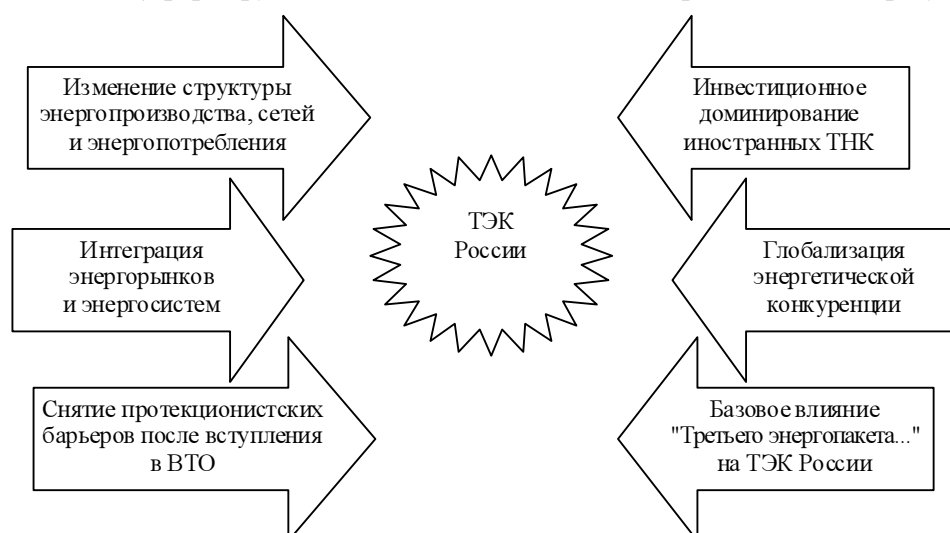 Изменение структуры
энергопроизводства, сетей
и энергопотребления
Инвестиционное
доминирование
иностранных ТНК
ТЭК
России
Интеграция
энергорынков
и энергосистем
Глобализация
энергетической
конкуренции
Снятие протекционистских
барьеров после вступления
в ВТО
Базовое влияние
"Третьего энергопакета..."
на ТЭК России